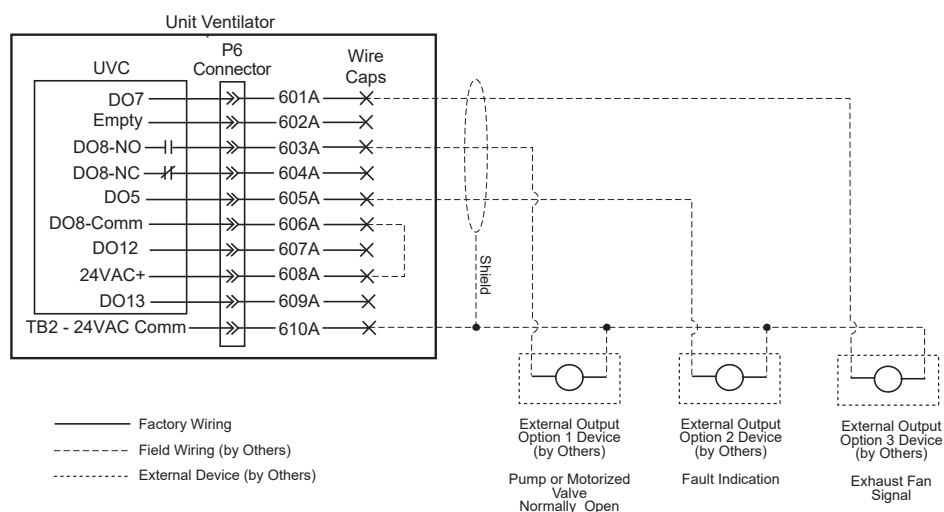 Unit Ventilator
UVC
P6
Connector
Wire
Caps
DO7
601A
Empty
602A
DO8-NO
603A
DO8-NC
604A
DO5
605A
DO8-Comm
606A
DO12
607A
24VAC+
608A
DO13
609A
TB2 - 24VAC Comm
610A
Shield
Factory Wiring
Field Wiring (by Others)
External Device (by Others)
External Output
Option 1 Device
(by Others)
Pump or Motorized
Valve
Normally Open
External Output
Option 2 Device
(by Others)
Fault Indication
External Output
Option 3 Device
(by Others)
Exhaust Fan
Signal